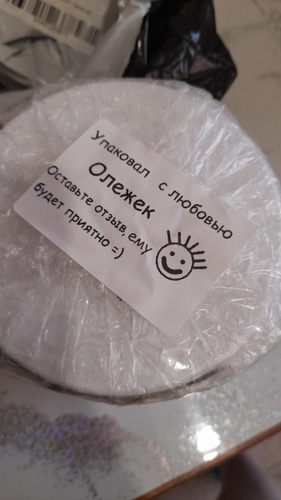 Упаковал с любовью
Олежек
Оставьте отзыв, ему
будет приятно =)